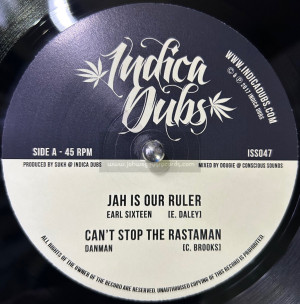 Indica
Dubs
WWW.INDICADUBS.COM
© ℗ 2017 INDICA DUBS
SIDE A - 45 RPM
ISS047
PRODUCED BY SUKH @ INDICA DUBS
MIXED BY DOUGIE @ CONSCIOUS SOUNDS
JAH IS OUR RULER
EARL SIXTEEN (E. DALEY)
CAN'T STOP THE RASTAMAN
DANMAN (C. BROOKS)
ALL RIGHTS OF THE OWNER OF THE RECORD ARE RESERVED. UNAUTHORISED COPYING OF THIS RECORD IS PROHIBITED.